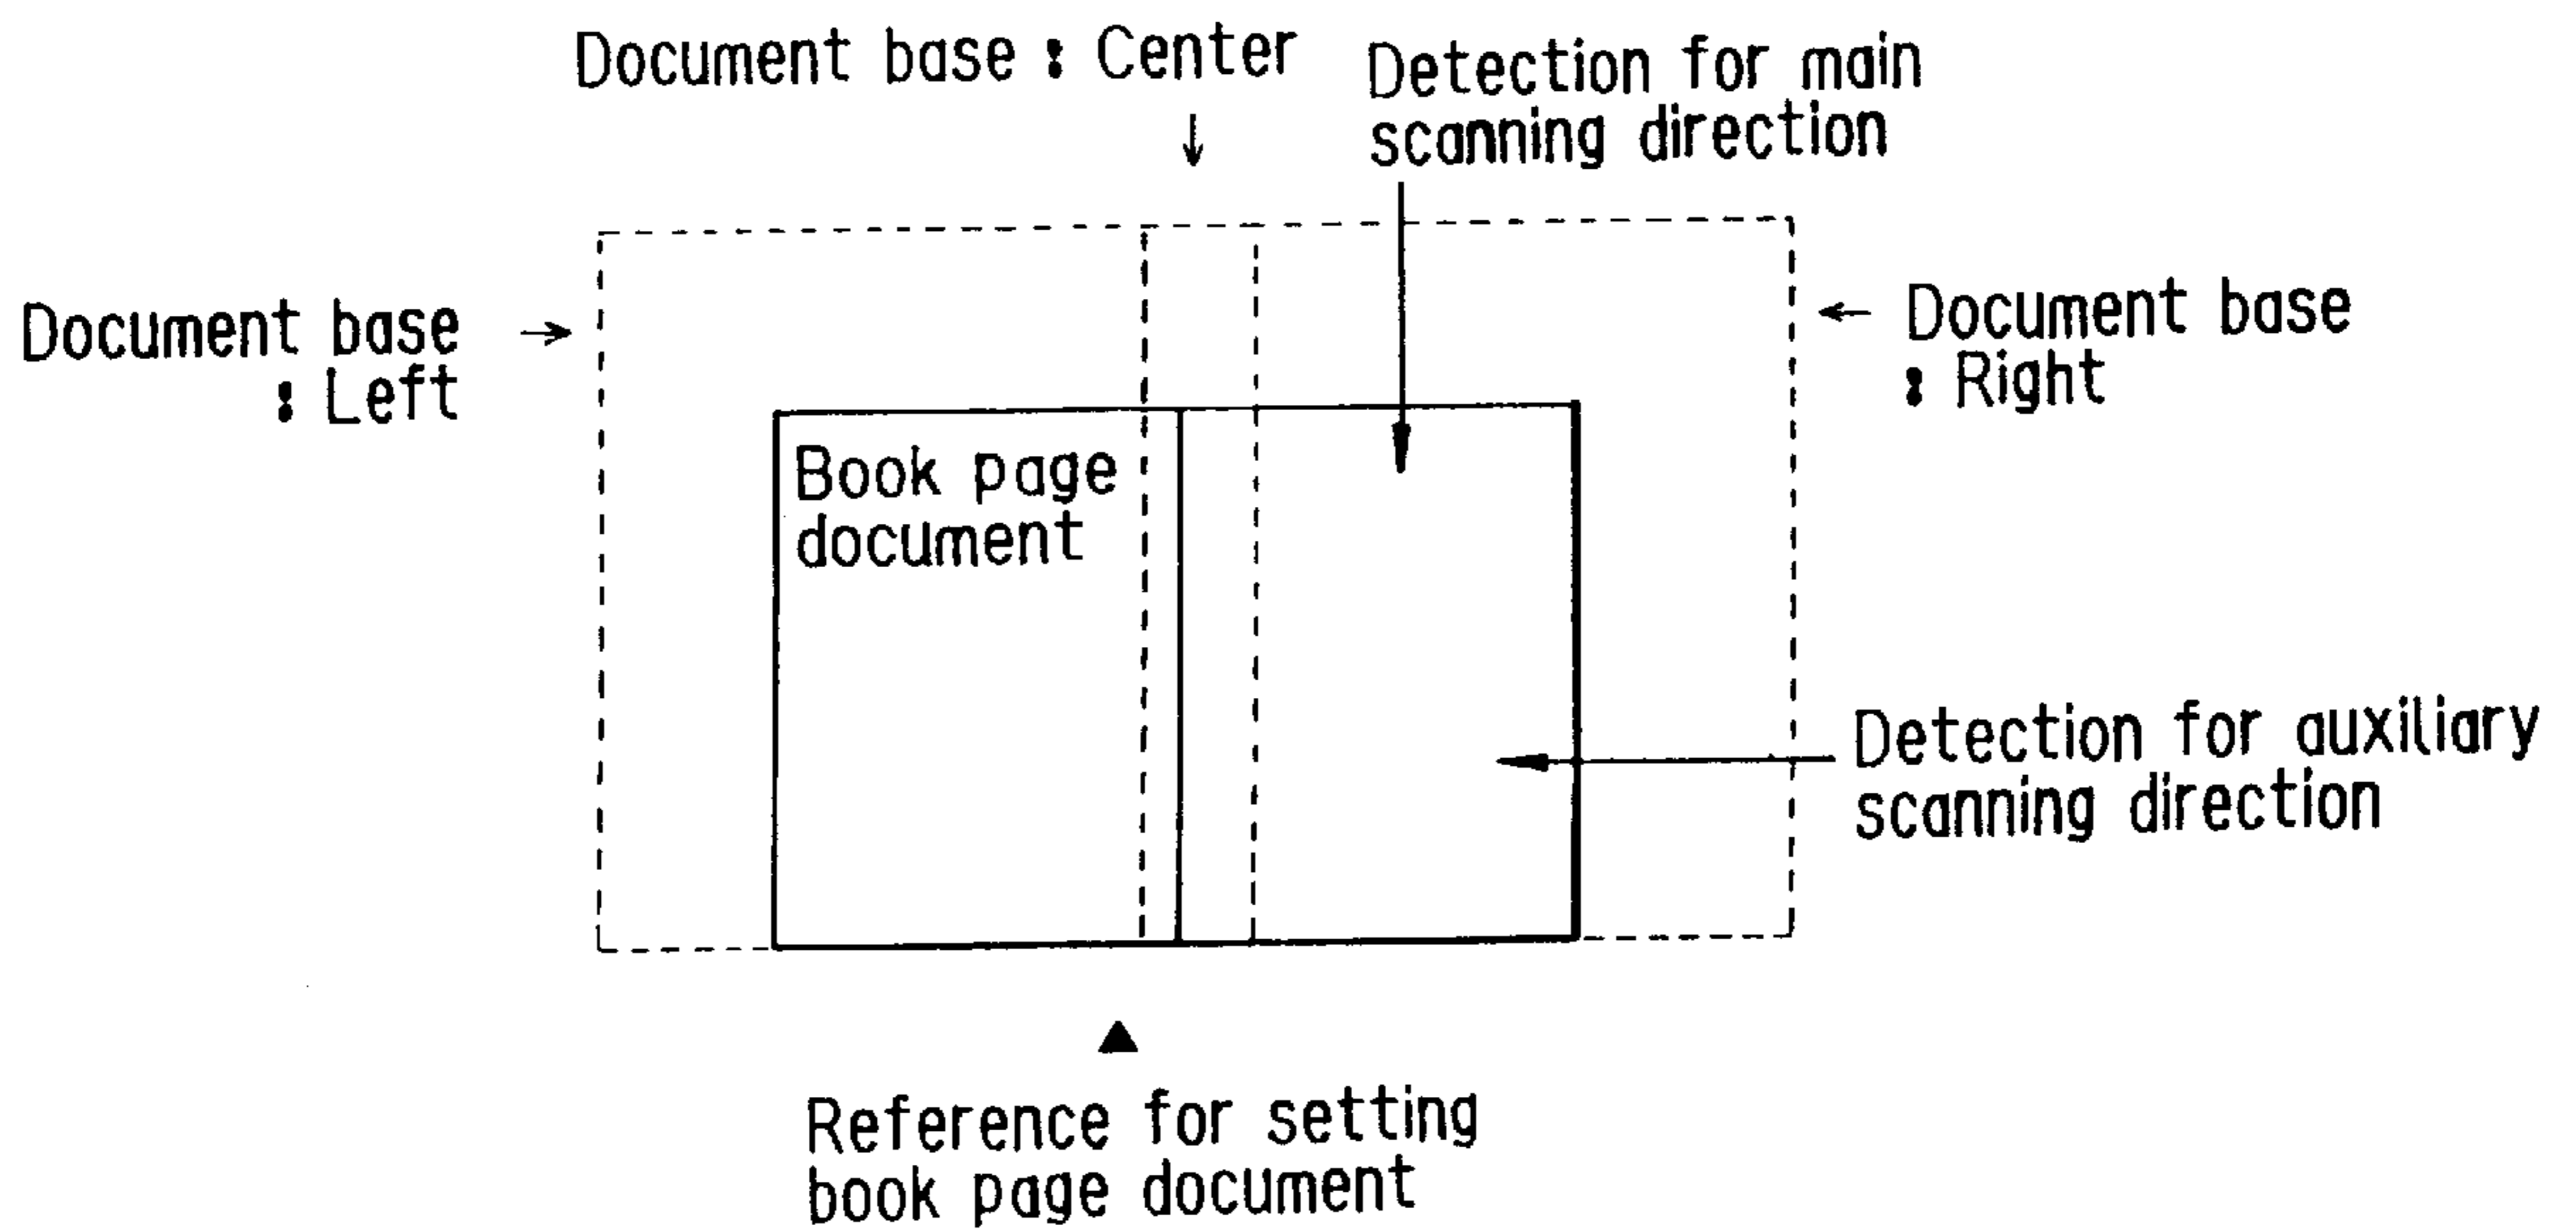 Document base : Center
Detection for main
scanning direction
Document base
: Left
Document base
: Right
Book page
document
Detection for auxiliary
scanning direction
Reference for setting
book page document